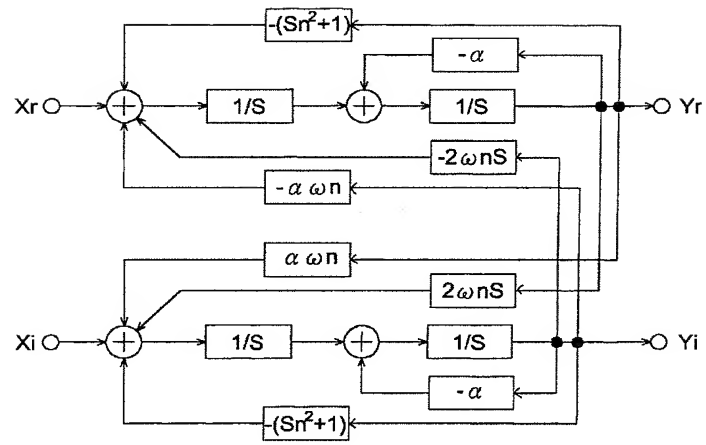 -(Sn²+1)
-α
Xr
+
1/S
+
1/S
Yr
-2ωnS
-αωn
αωn
2ωnS
Xi
+
1/S
+
1/S
Yi
-α
-(Sn²+1)